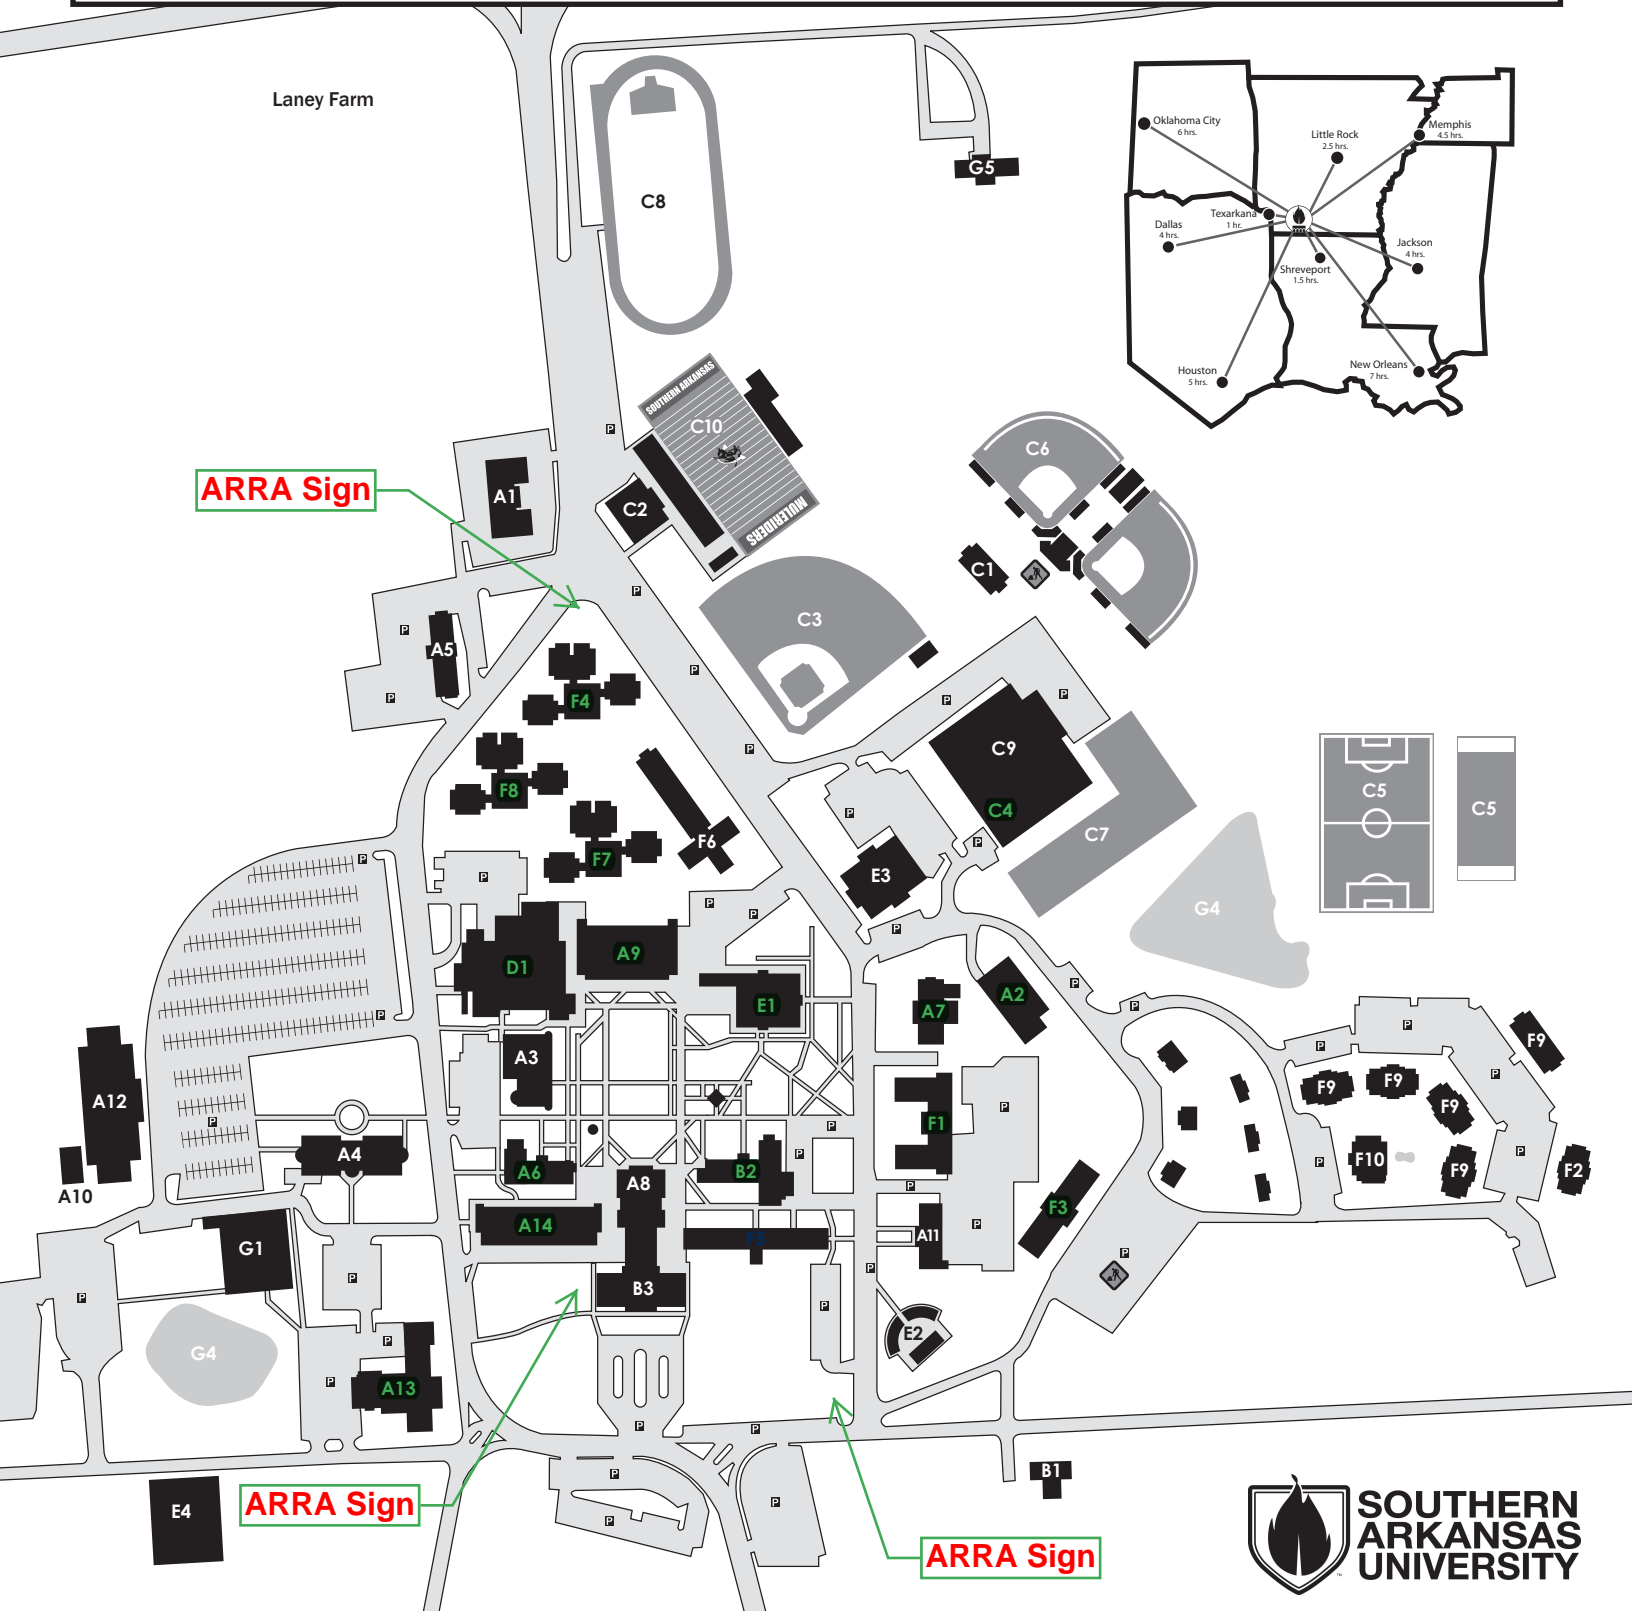 Laney Farm
C8
G5
Oklahoma City
6 hrs.
Little Rock
2.5 hrs.
Memphis
4.5 hrs.
Texarkana
1 hr.
Dallas
4 hrs.
Jackson
4 hrs.
Shreveport
1.5 hrs.
Houston
5 hrs.
New Orleans
7 hrs.
SOUTHERN ARKANSAS
C10
MULERIDERS
P
C6
ARRA Sign
A1
C2
C1
P
C3
P
A5
P
P
F4
P
P
C9
P
F8
C4
C5
C5
P
C7
F6
P
F7
P
P
E3
G4
P
P
P
D1
A9
E1
A7
A2
P
P
P
P
F9
P
A3
F9
F9
F9
P
A12
P
F1
P
P
A4
A6
B2
A8
P
P
F10
F9
P
F2
A10
P
F3
A14
F5
A11
P
P
G1
P
P
B3
P
P
E2
G4
P
P
A13
P
P
B1
P
ARRA Sign
E4
P
P
ARRA Sign
SOUTHERN
ARKANSAS
UNIVERSITY